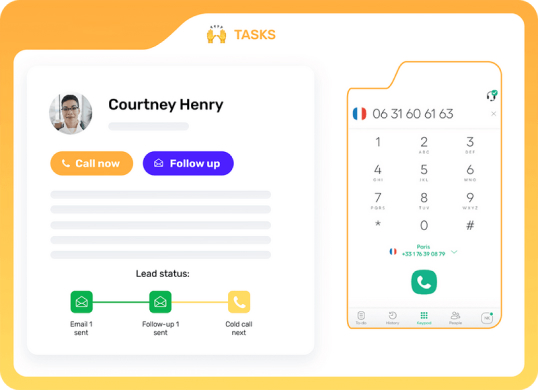 TASKS
Courtney Henry
Call now
Follow up
Lead status:
Email 1
sent
Follow-up 1
sent
Cold call
next
06 31 60 61 63
1
2
ABC
3
DEF
4
GHI
5
JKL
6
MNO
7
PQRS
8
TUV
9
WXYZ
*
0
#
Paris
+33 1 76 39 08 79
To do
History
Keypad
People